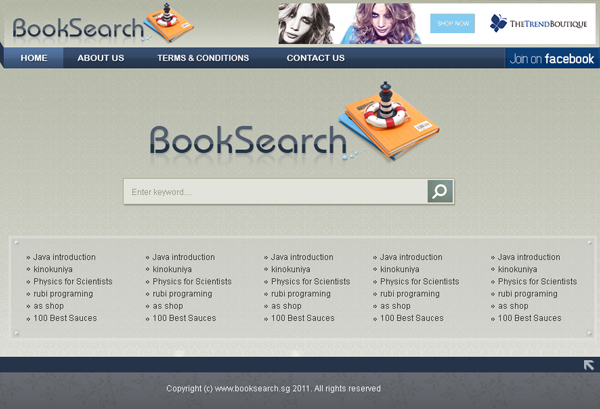 BookSearch
SHOP NOW
THETRENDBOUTIQUE
HOME ABOUT US TERMS & CONDITIONS CONTACT US Join on facebook
BookSearch
Enter keyword....
Java introduction Java introduction Java introduction Java introduction Java introduction
kinokuniya kinokuniya kinokuniya kinokuniya kinokuniya
Physics for Scientists Physics for Scientists Physics for Scientists Physics for Scientists Physics for Scientists
rubi programing rubi programing rubi programing rubi programing rubi programing
as shop as shop as shop as shop as shop
100 Best Sauces 100 Best Sauces 100 Best Sauces 100 Best Sauces 100 Best Sauces
Copyright (c) www.booksearch.sg 2011. All rights reserved